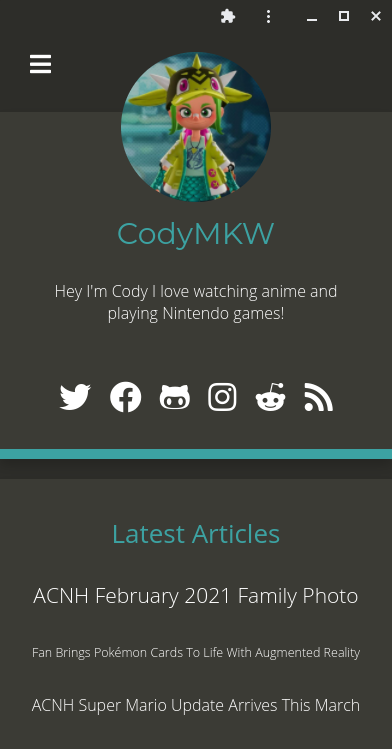 CodyMKW
Hey I'm Cody I love watching anime and
playing Nintendo games!
Latest Articles
ACNH February 2021 Family Photo
Fan Brings Pokémon Cards To Life With Augmented Reality
ACNH Super Mario Update Arrives This March